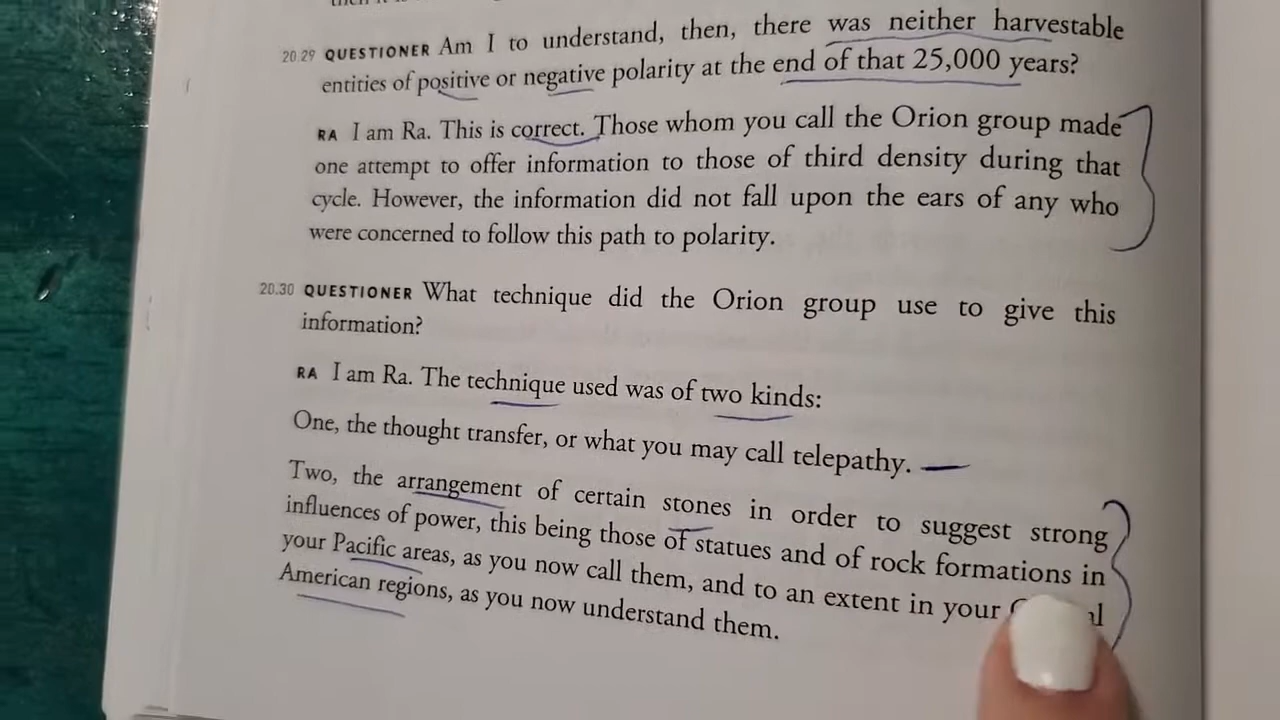 20.29 QUESTIONER Am I to understand, then, there was neither harvestable
entities of positive or negative polarity at the end of that 25,000 years?
RA I am Ra. This is correct. Those whom you call the Orion group made
one attempt to offer information to those of third density during that
cycle. However, the information did not fall upon the ears of any who
were concerned to follow this path to polarity.
20.30 QUESTIONER What technique did the Orion group use to give this
information?
RA I am Ra. The technique used was of two kinds:
One, the thought transfer, or what you may call telepathy.
Two, the arrangement of certain stones in order to suggest strong
influences of power, this being those of statues and of rock formations in
your Pacific areas, as you now call them, and to an extent in your
American regions, as you now understand them.